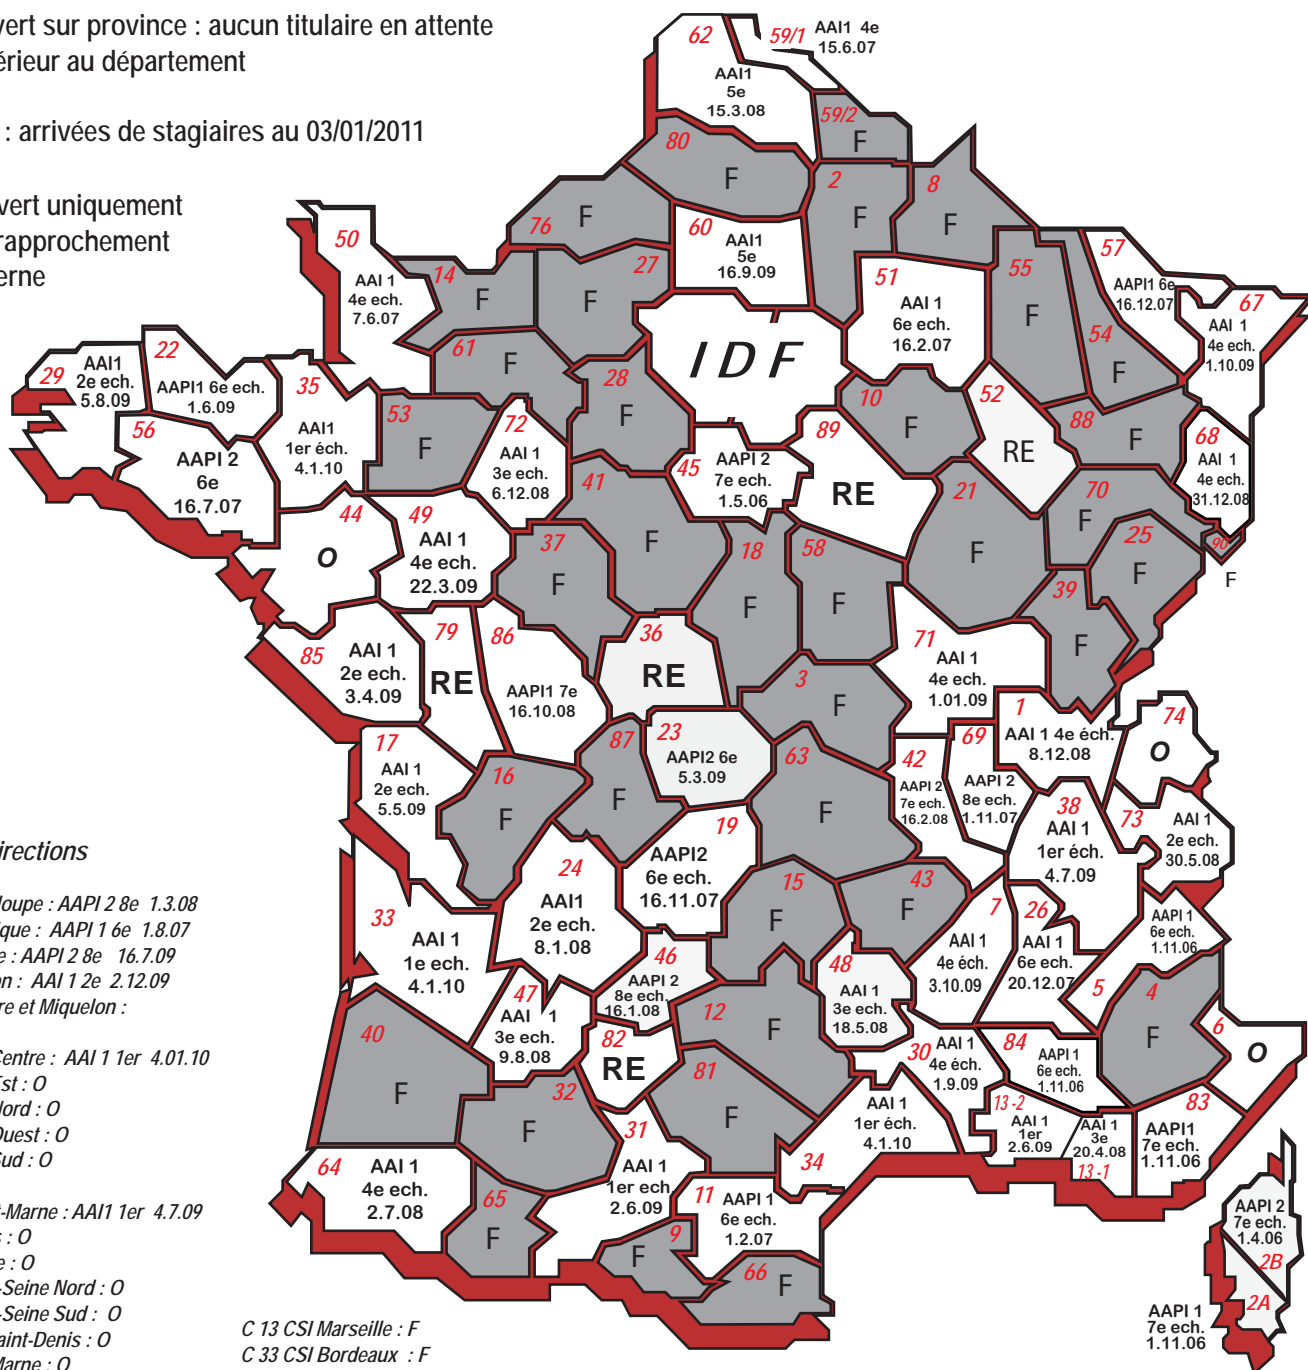 vert sur province : aucun titulaire en attente
érieur au département
: arrivées de stagiaires au 03/01/2011
vert uniquement
rapprochement
erne
62
AAI1
5e
15.3.08
59/1
AAI1 4e
15.6.07
59/2
F
80
F
2
F
8
F
76
F
60
AAI1
5e
16.9.09
27
F
50
AAI 1
4e ech.
7.6.07
14
F
61
F
51
AAI 1
6e ech.
16.2.07
55
F
57
AAPI1 6e
16.12.07
54
F
67
AAI 1
4e ech.
1.10.09
IDF
29
AAI1
2e ech.
5.8.09
22
AAPI1 6e ech.
1.6.09
35
AAI1
1er éch.
4.1.10
56
AAPI 2
6e
16.7.07
53
F
72
AAI 1
3e ech.
6.12.08
28
F
45
AAPI 2
7e ech.
1.5.06
89
RE
10
F
52
RE
88
F
68
AAI 1
4e ech.
31.12.08
44
O
49
AAI 1
4e ech.
22.3.09
41
F
37
F
18
F
58
F
21
F
70
F
25
F
90
F
39
F
85
AAI 1
2e ech.
3.4.09
79
RE
86
AAPI1 7e
16.10.08
36
RE
3
F
71
AAI 1
4e ech.
1.01.09
1
AAI 1 4e éch.
8.12.08
74
O
17
AAI 1
2e ech.
5.5.09
16
F
87
F
23
AAPI2 6e
5.3.09
63
F
42
AAPI 2
7e ech.
16.2.08
69
AAPI 2
8e ech.
1.11.07
38
AAI 1
1er éch.
4.7.09
73
AAI 1
2e ech.
30.5.08
irections
loupe : AAPI 2 8e 1.3.08
ique : AAPI 1 6e 1.8.07
e : AAPI 2 8e 16.7.09
on : AAI 1 2e 2.12.09
re et Miquelon :
Centre : AAI 1 1er 4.01.10
Est : O
Nord : O
Ouest : O
Sud : O
t-Marne : AAI1 1er 4.7.09
s : O
e : O
-Seine Nord : O
-Seine Sud : O
aint-Denis : O
Marne : O
33
AAI 1
1e ech.
4.1.10
24
AAI1
2e ech.
8.1.08
19
AAPI2
6e ech.
16.11.07
15
F
43
F
7
AAI 1
4e éch.
3.10.09
26
AAI 1
6e ech.
20.12.07
5
AAPI 1
6e ech.
1.11.06
4
F
6
O
47
AAI 1
3e ech.
9.8.08
46
AAPI 2
8e ech.
16.1.08
12
F
48
AAI 1
3e ech.
18.5.08
40
F
32
F
82
RE
81
F
30
AAI 1
4e éch.
1.9.09
84
AAPI 1
6e ech.
1.11.06
13-2
AAI 1
1er
2.6.09
AAI 1
3e
20.4.08
13-1
83
AAPI1
7e ech.
1.11.06
64
AAI 1
4e ech.
2.7.08
65
F
31
AAI 1
1er ech
2.6.09
34
AAI 1
1er éch.
4.1.10
11
AAPI 1
6e ech.
1.2.07
9
F
66
F
AAPI 2
7e ech.
1.4.06
2B
2A
AAPI 1
7e ech.
1.11.06
C 13 CSI Marseille : F
C 33 CSI Bordeaux : F